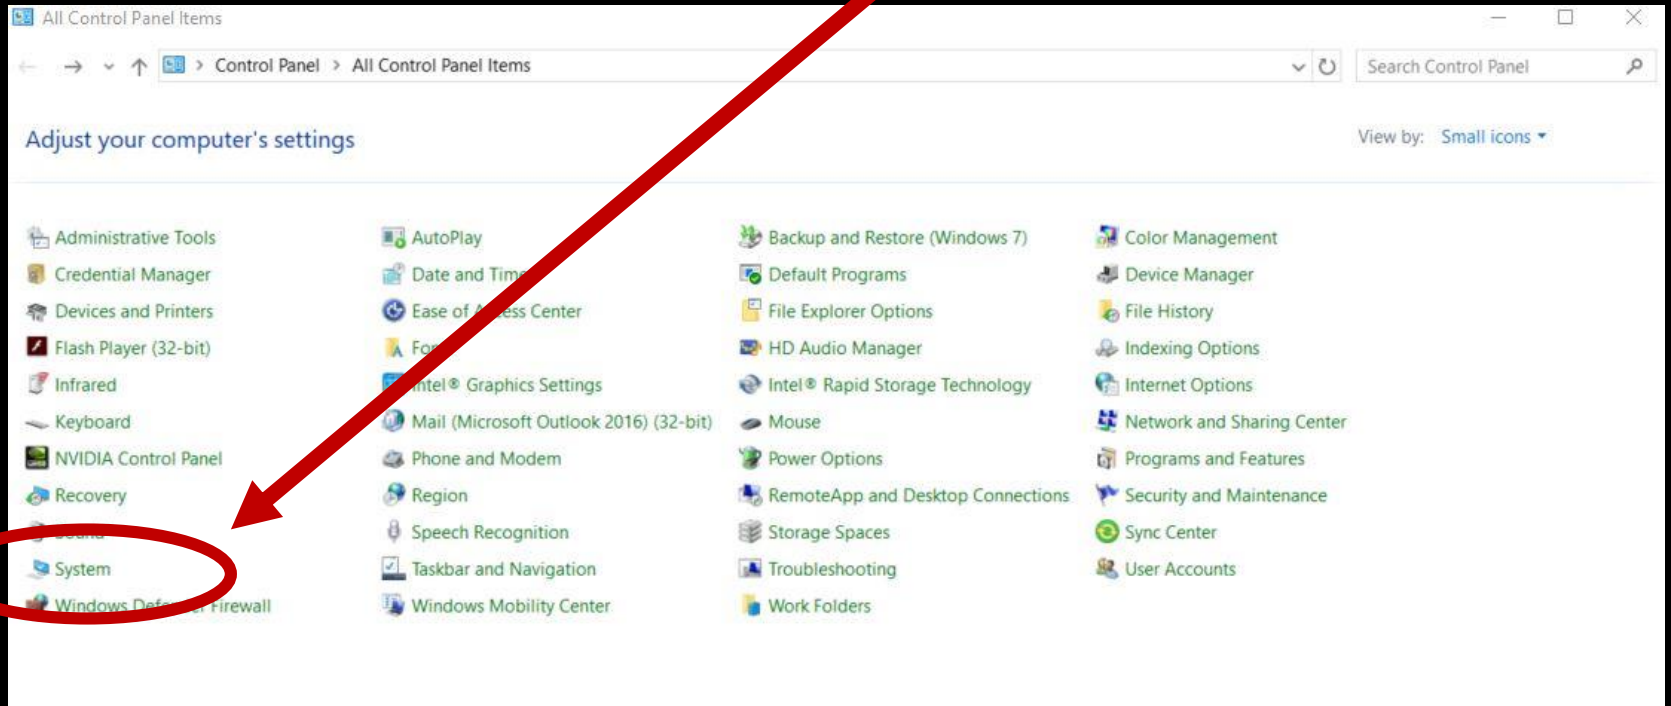 All Control Panel Items
Control Panel > All Control Panel Items
Search Control Panel
Adjust your computer's settings
View by: Small icons
Administrative Tools
AutoPlay
Backup and Restore (Windows 7)
Color Management
Credential Manager
Date and Time
Default Programs
Device Manager
Devices and Printers
Ease of Access Center
File Explorer Options
File History
Flash Player (32-bit)
HD Audio Manager
Indexing Options
Infrared
Intel® Graphics Settings
Intel® Rapid Storage Technology
Internet Options
Keyboard
Mail (Microsoft Outlook 2016) (32-bit)
Mouse
Network and Sharing Center
NVIDIA Control Panel
Phone and Modem
Power Options
Programs and Features
Recovery
Region
RemoteApp and Desktop Connections
Security and Maintenance
Sound
Speech Recognition
Storage Spaces
Sync Center
System
Taskbar and Navigation
Troubleshooting
User Accounts
Windows Defender Firewall
Windows Mobility Center
Work Folders